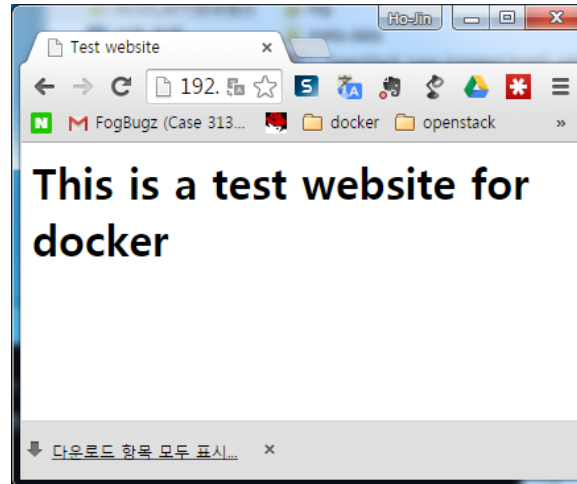 Ho-Jin
Test website
192.
FogBugz (Case 313... docker openstack »
This is a test website for
docker
다운로드 항목 모두 표시...